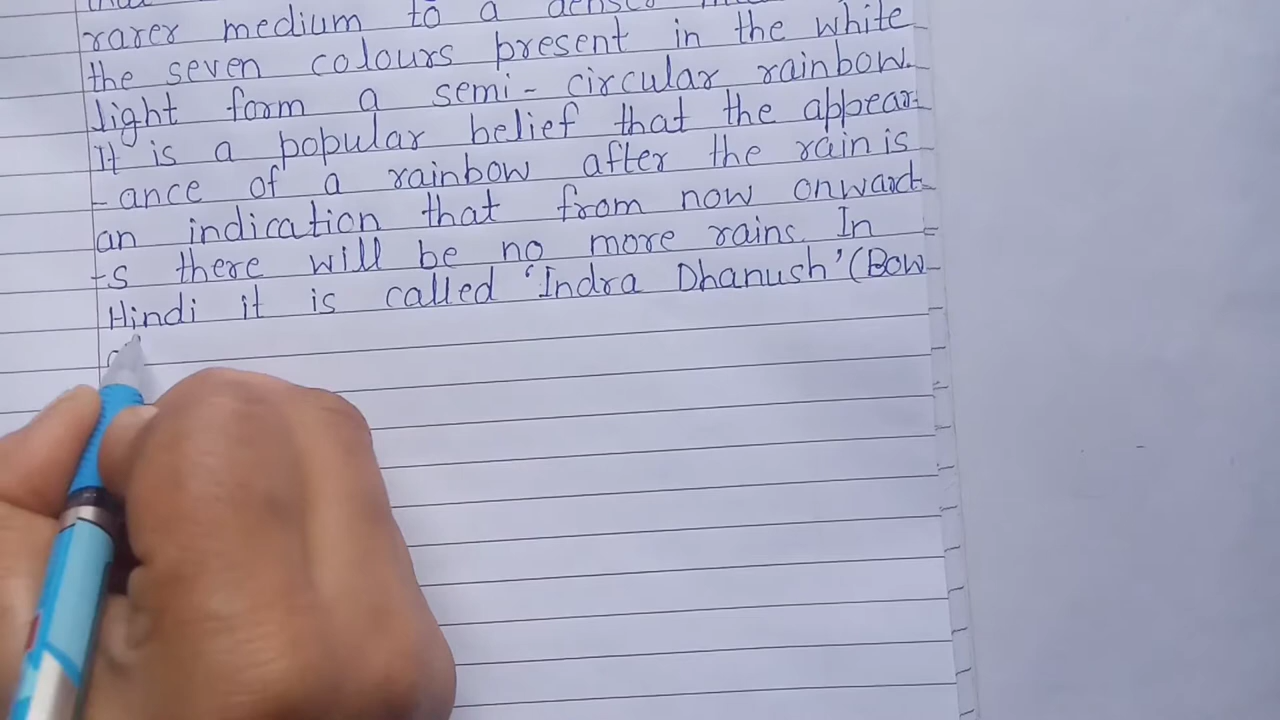 rarer medium to a
the seven colours present in the white
light form a semi - circular rainbow.
It is a popular belief that the appear-
- ance of a rainbow after the rain is
an indication that from now onward-
-s there will be no more rains. In
Hindi it is called 'Indra Dhanush' (Bow